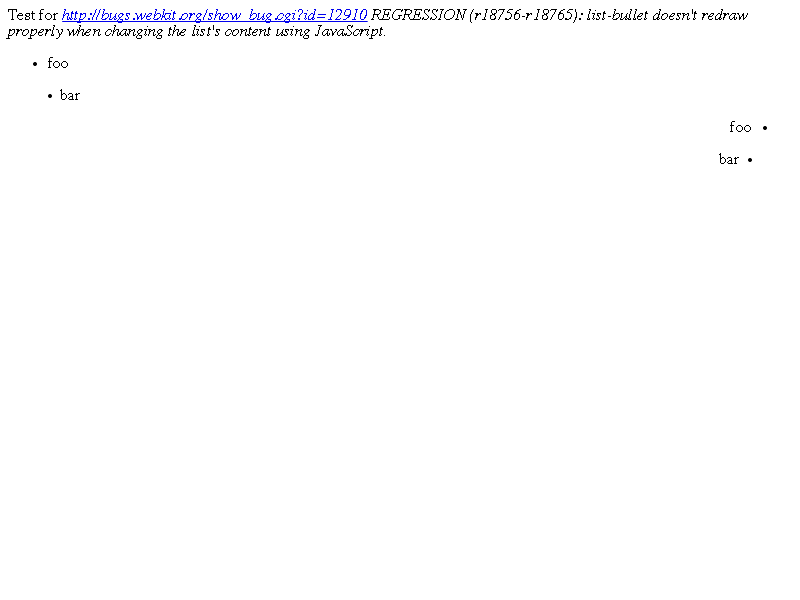 Test for http://bugs.webkit.org/show_bug.cgi?id=12910 REGRESSION (r18756-r18765): list-bullet doesn't redraw
properly when changing the list's content using JavaScript.
• foo
• bar
foo •
bar •